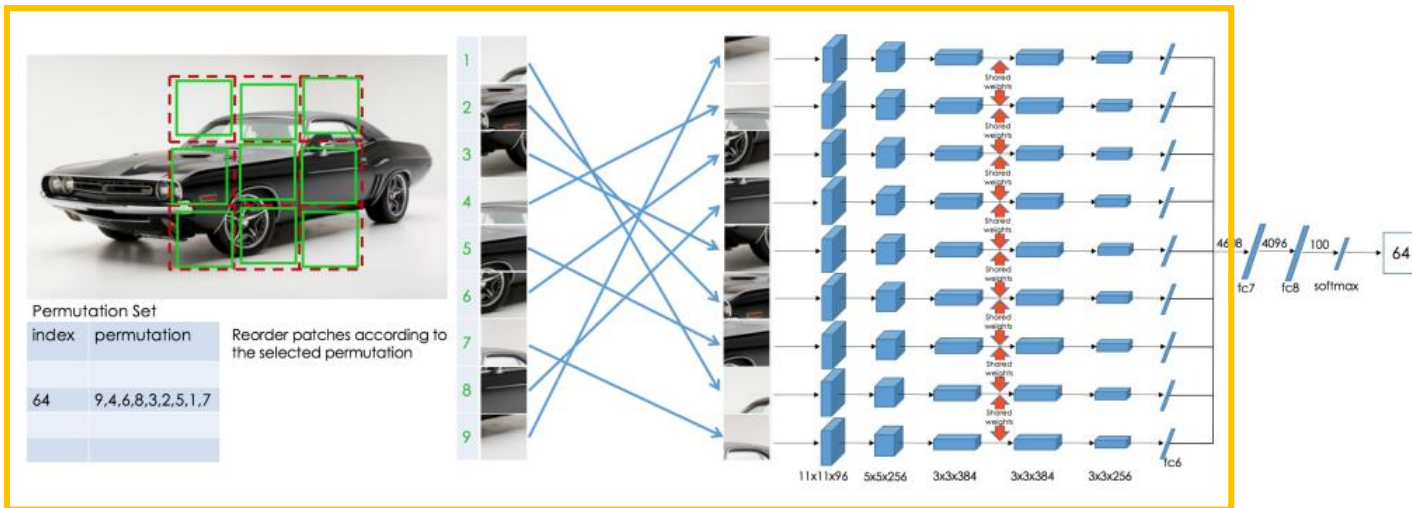 Permutation Set
index permutation
64 9,4,6,8,3,2,5,1,7
Reorder patches according to
the selected permutation
1
2
3
4
5
6
7
8
9
Shared
weights
Shared
weights
Shared
weights
Shared
weights
Shared
weights
Shared
weights
Shared
weights
Shared
weights
11x11x96 5x5x256 3x3x384 3x3x384 3x3x256
fc6
4608 4096 100
fc7 fc8 softmax
64